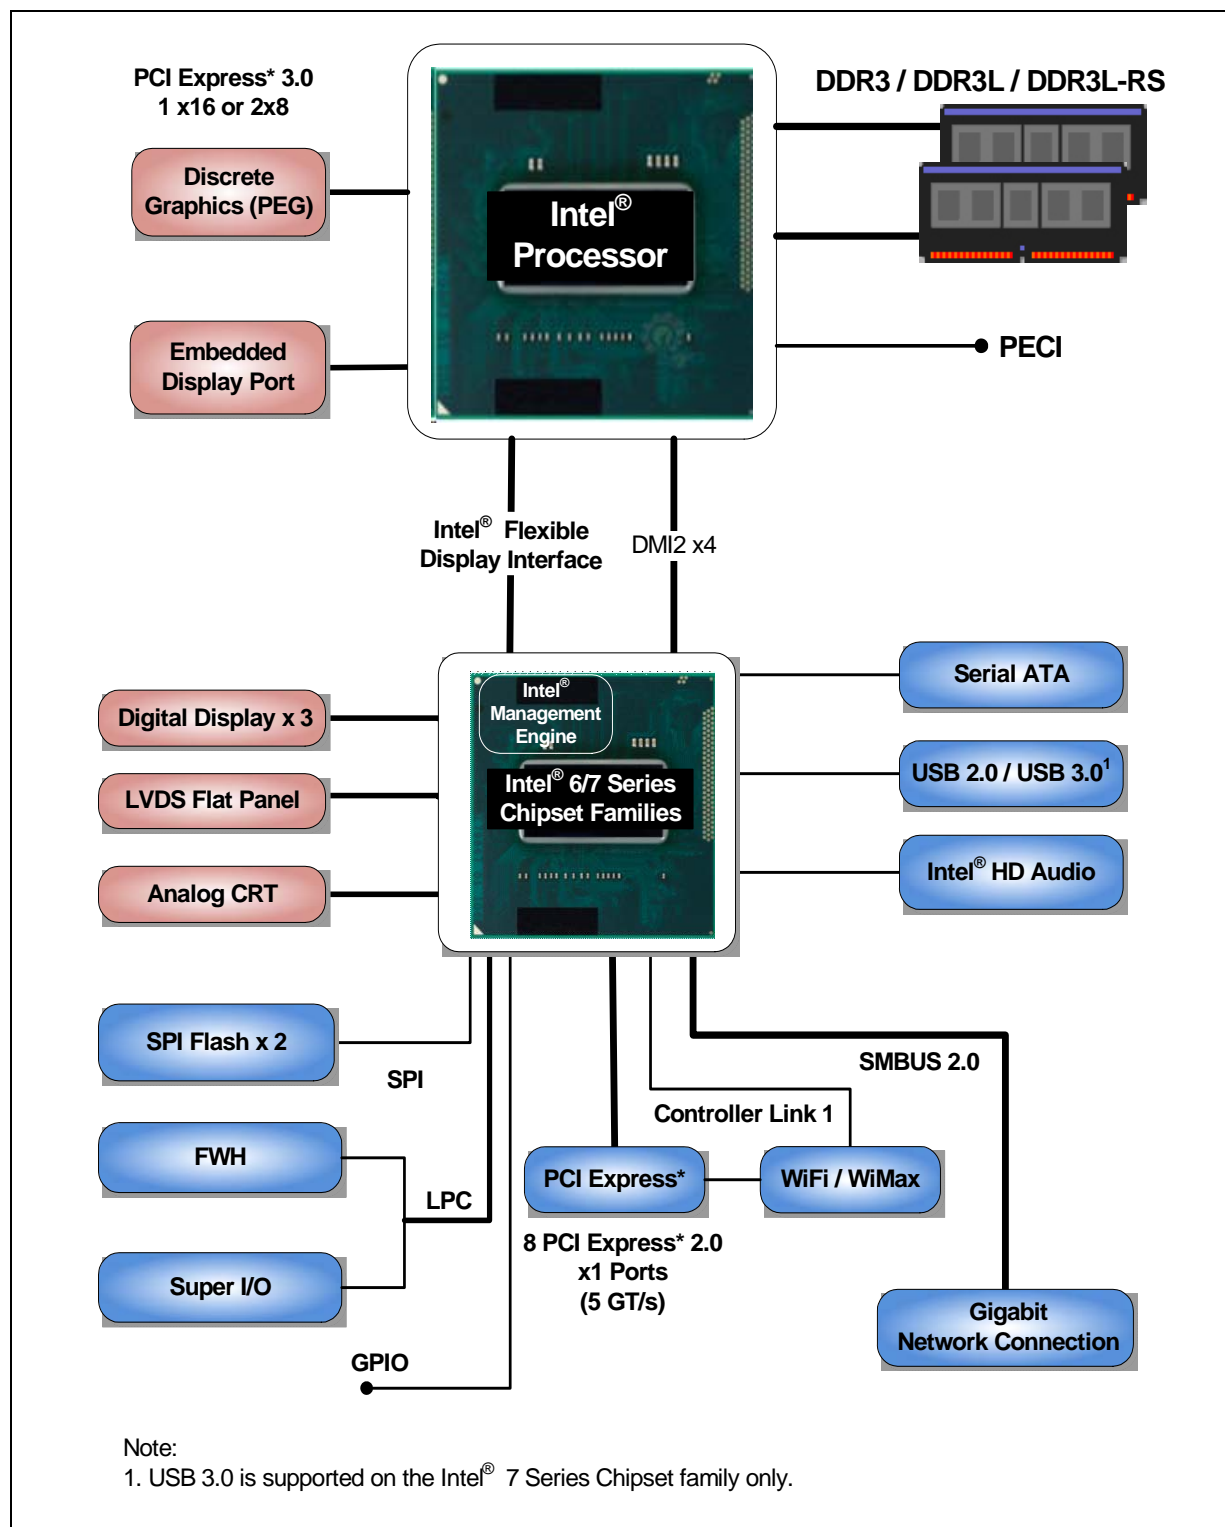 PCI Express* 3.0
1 x16 or 2x8
DDR3 / DDR3L / DDR3L-RS
Discrete
Graphics (PEG)
Intel®
Processor
Embedded
Display Port
PECI
Intel® Flexible
Display Interface
DMI2 x4
Intel®
Management
Engine
Intel® 6/7 Series
Chipset Families
Digital Display x 3
LVDS Flat Panel
Analog CRT
Serial ATA
USB 2.0 / USB 3.0¹
Intel® HD Audio
SPI Flash x 2
SPI
FWH
LPC
Super I/O
GPIO
SMBUS 2.0
Controller Link 1
PCI Express*
WiFi / WiMax
8 PCI Express* 2.0
x1 Ports
(5 GT/s)
Gigabit
Network Connection
Note:
1. USB 3.0 is supported on the Intel® 7 Series Chipset family only.